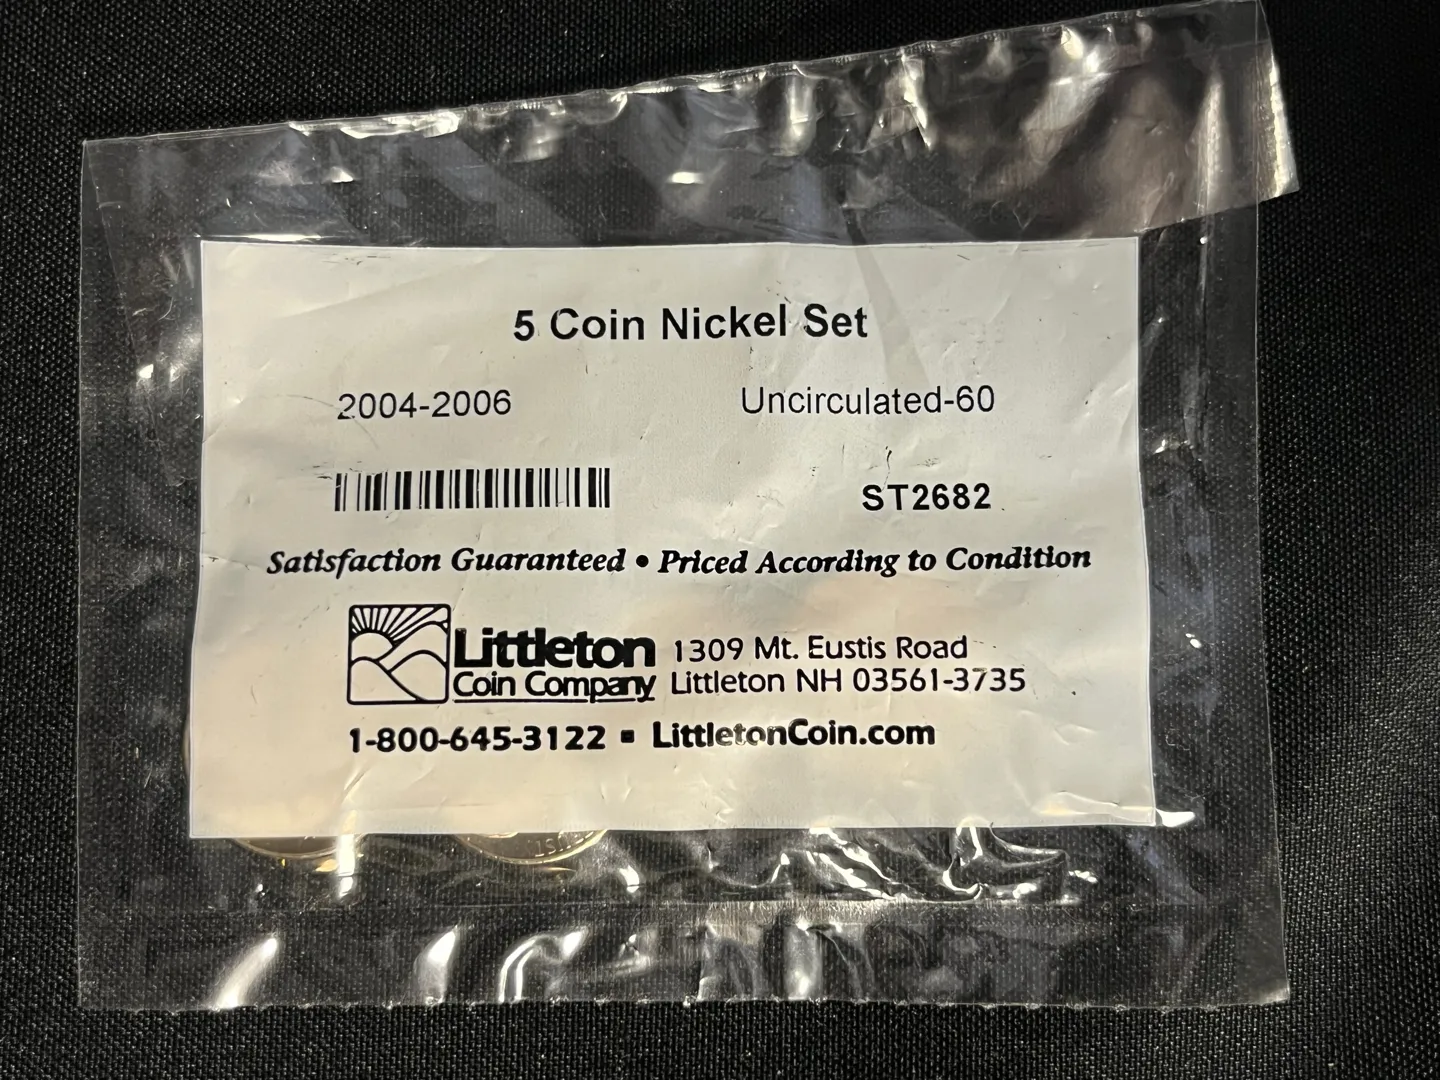 5 Coin Nickel Set
2004-2006 Uncirculated-60
ST2682
Satisfaction Guaranteed • Priced According to Condition
Littleton 1309 Mt. Eustis Road
Coin Company Littleton NH 03561-3735
1-800-645-3122 ▪ LittletonCoin.com